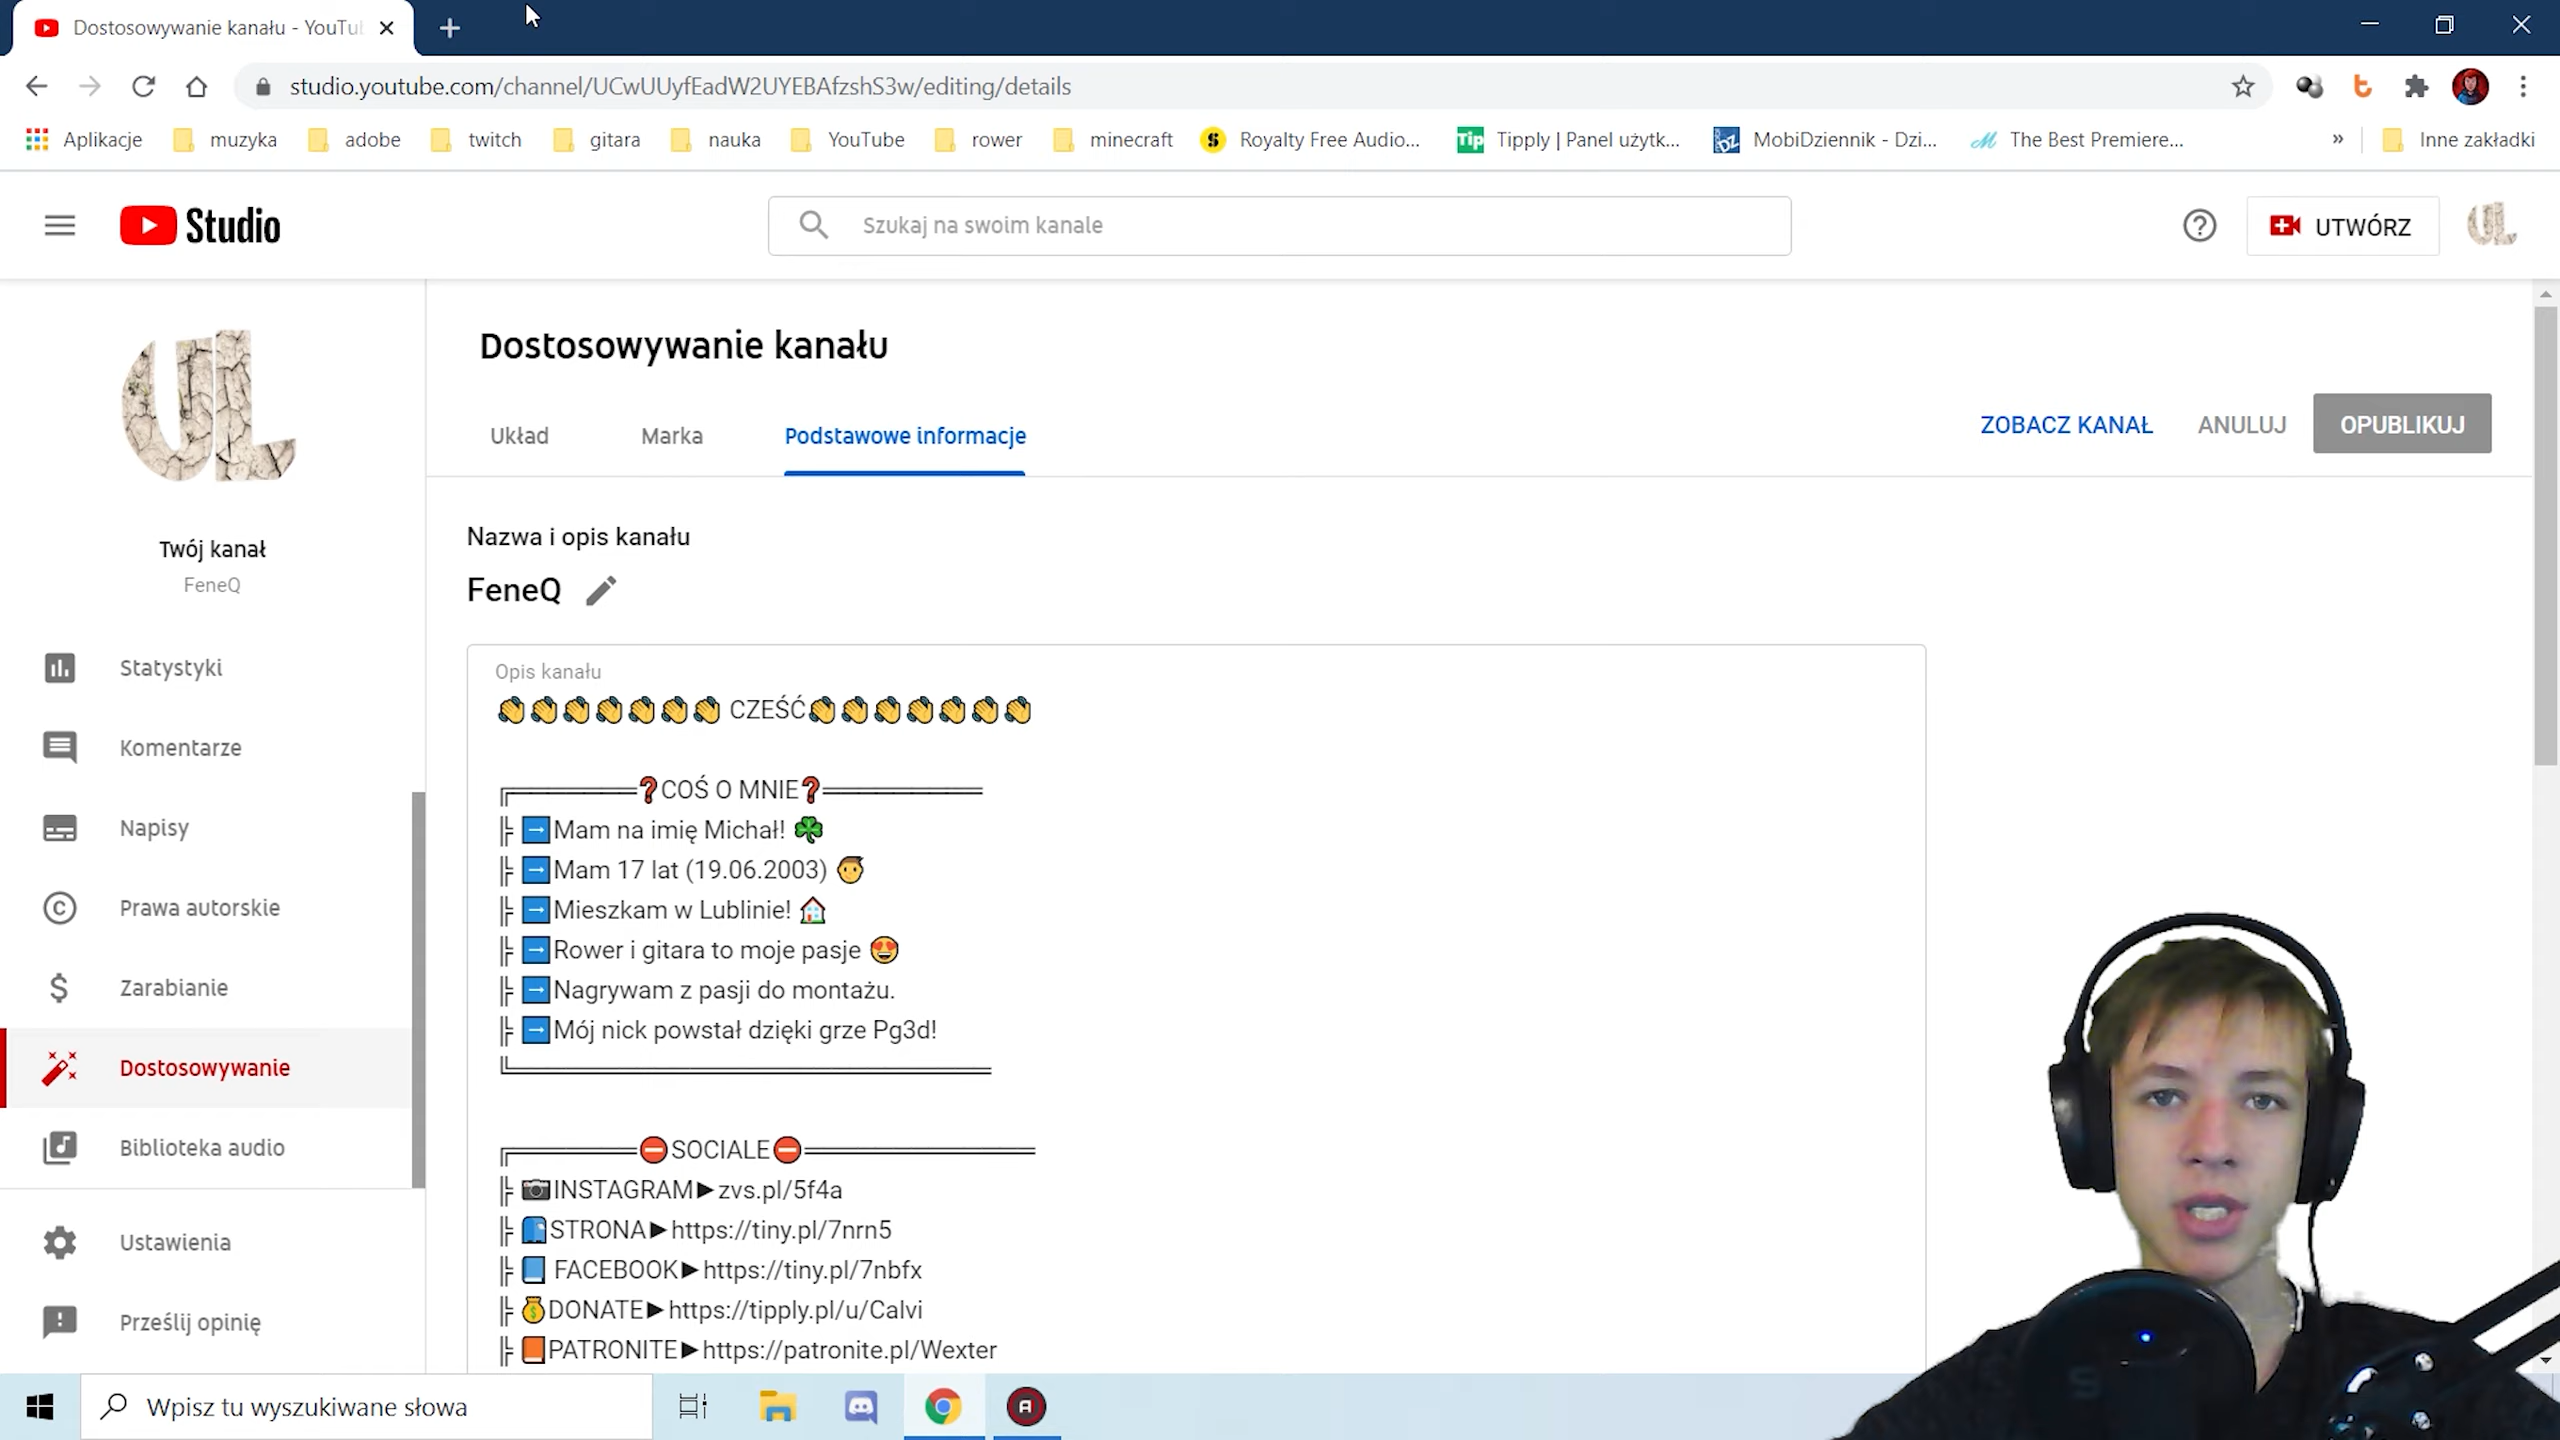 Dostosowywanie kanału - YouTu
studio.youtube.com/channel/UCwUUyfEadW2UYEBAfzshS3w/editing/details
Aplikacje muzyka adobe twitch gitara nauka YouTube rower minecraft Royalty Free Audio... Tip Tipply | Panel użytk... MobiDziennik - Dzi... The Best Premiere... » Inne zakładki
Studio
Szukaj na swoim kanale
UTWÓRZ
UL
UL
Twój kanał
FeneQ
Statystyki
Komentarze
Napisy
Prawa autorskie
Zarabianie
Dostosowywanie
Biblioteka audio
Ustawienia
Prześlij opinię
Dostosowywanie kanału
Układ Marka Podstawowe informacje
ZOBACZ KANAŁ ANULUJ OPUBLIKUJ
Nazwa i opis kanału
FeneQ
Opis kanału
👏👏👏👏👏👏👏 CZEŚĆ👏👏👏👏👏👏👏
╔════════❓COŚ O MNIE❓══════════
╠ ➡Mam na imię Michał! ☘
╠ ➡Mam 17 lat (19.06.2003) 👦
╠ ➡Mieszkam w Lublinie! 🏠
╠ ➡Rower i gitara to moje pasje 😍
╠ ➡Nagrywam z pasji do montażu.
╠ ➡Mój nick powstał dzięki grze Pg3d!
╚══════════════════════════════
╔════════⛔SOCIALE⛔══════════════
╠ 📷INSTAGRAM►zvs.pl/5f4a
╠ 📘STRONA►https://tiny.pl/7nrn5
╠ 📘 FACEBOOK►https://tiny.pl/7nbfx
╠ 💰DONATE►https://tipply.pl/u/Calvi
╠ 📙PATRONITE►https://patronite.pl/Wexter
Wpisz tu wyszukiwane słowa